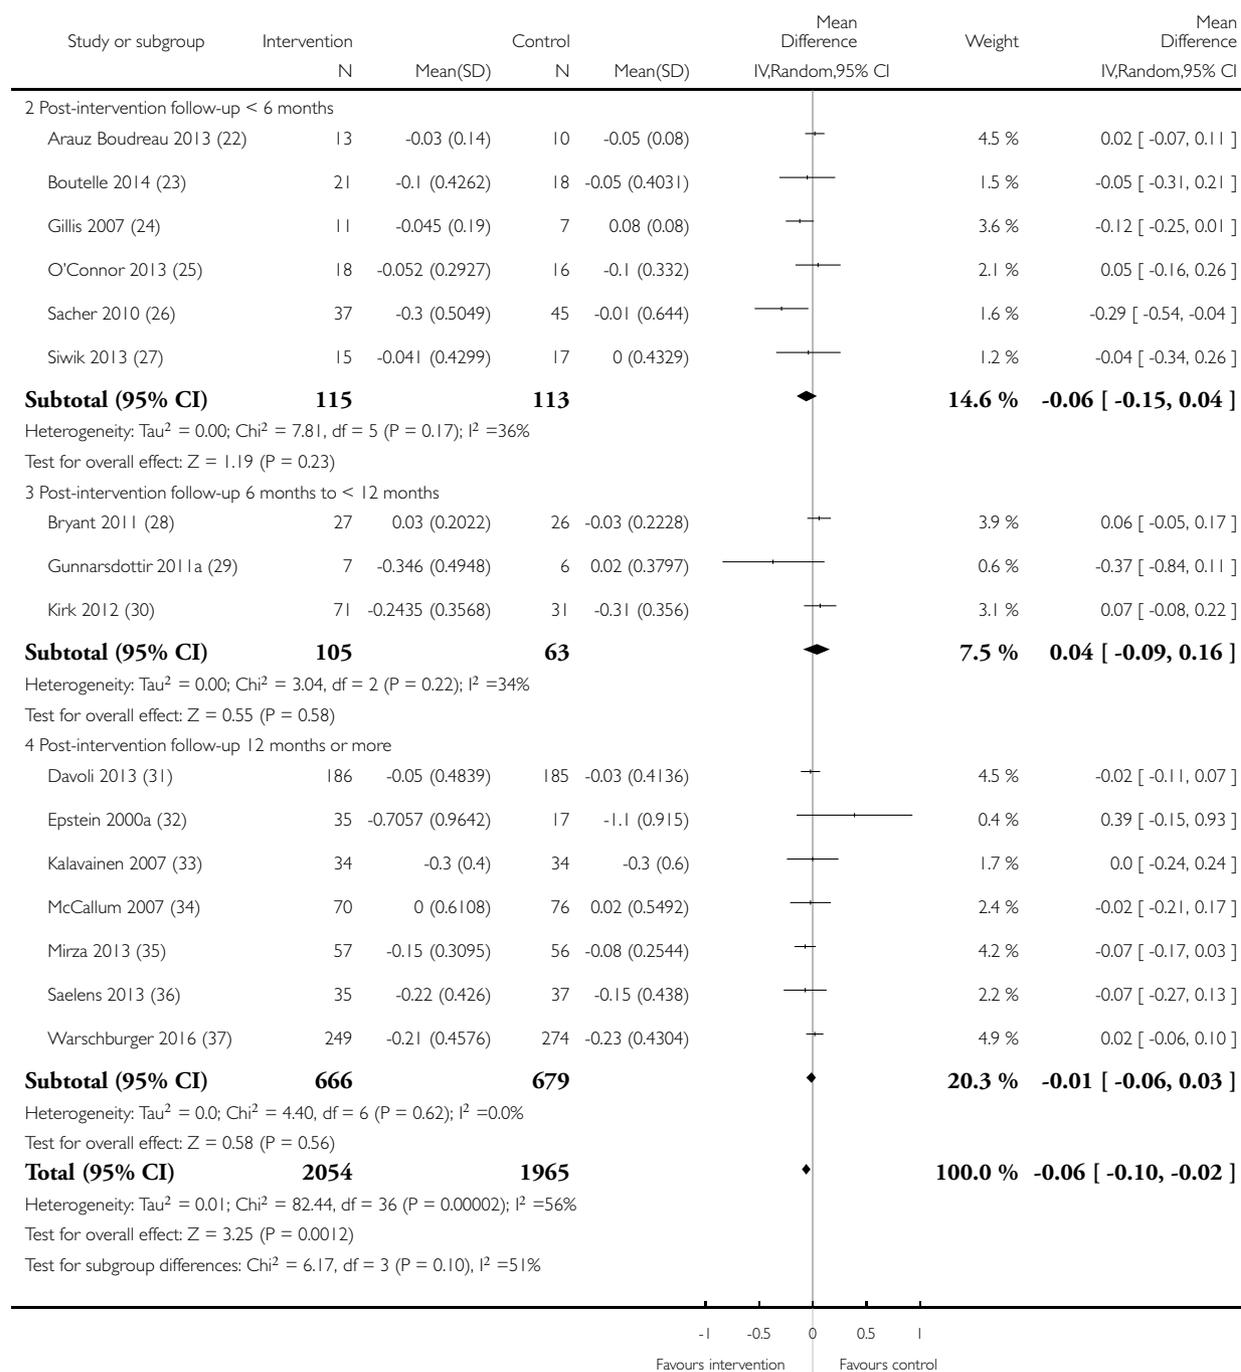 Mean Mean
Study or subgroup Intervention Control Difference Weight Difference
N Mean(SD) N Mean(SD) IV,Random,95% CI IV,Random,95% CI
2 Post-intervention follow-up < 6 months
Arauz Boudreau 2013 (22) 13 -0.03 (0.14) 10 -0.05 (0.08) 4.5 % 0.02 [ -0.07, 0.11 ]
Boutelle 2014 (23) 21 -0.1 (0.4262) 18 -0.05 (0.4031) 1.5 % -0.05 [ -0.31, 0.21 ]
Gillis 2007 (24) 11 -0.045 (0.19) 7 0.08 (0.08) 3.6 % -0.12 [ -0.25, 0.01 ]
O'Connor 2013 (25) 18 -0.052 (0.2927) 16 -0.1 (0.332) 2.1 % 0.05 [ -0.16, 0.26 ]
Sacher 2010 (26) 37 -0.3 (0.5049) 45 -0.01 (0.644) 1.6 % -0.29 [ -0.54, -0.04 ]
Siwik 2013 (27) 15 -0.041 (0.4299) 17 0 (0.4329) 1.2 % -0.04 [ -0.34, 0.26 ]
Subtotal (95% CI) 115 113 14.6 % -0.06 [ -0.15, 0.04 ]
Heterogeneity: Tau² = 0.00; Chi² = 7.81, df = 5 (P = 0.17); I² =36%
Test for overall effect: Z = 1.19 (P = 0.23)
3 Post-intervention follow-up 6 months to < 12 months
Bryant 2011 (28) 27 0.03 (0.2022) 26 -0.03 (0.2228) 3.9 % 0.06 [ -0.05, 0.17 ]
Gunnarsdottir 2011a (29) 7 -0.346 (0.4948) 6 0.02 (0.3797) 0.6 % -0.37 [ -0.84, 0.11 ]
Kirk 2012 (30) 71 -0.2435 (0.3568) 31 -0.31 (0.356) 3.1 % 0.07 [ -0.08, 0.22 ]
Subtotal (95% CI) 105 63 7.5 % 0.04 [ -0.09, 0.16 ]
Heterogeneity: Tau² = 0.00; Chi² = 3.04, df = 2 (P = 0.22); I² =34%
Test for overall effect: Z = 0.55 (P = 0.58)
4 Post-intervention follow-up 12 months or more
Davoli 2013 (31) 186 -0.05 (0.4839) 185 -0.03 (0.4136) 4.5 % -0.02 [ -0.11, 0.07 ]
Epstein 2000a (32) 35 -0.7057 (0.9642) 17 -1.1 (0.915) 0.4 % 0.39 [ -0.15, 0.93 ]
Kalavainen 2007 (33) 34 -0.3 (0.4) 34 -0.3 (0.6) 1.7 % 0.0 [ -0.24, 0.24 ]
McCallum 2007 (34) 70 0 (0.6108) 76 0.02 (0.5492) 2.4 % -0.02 [ -0.21, 0.17 ]
Mirza 2013 (35) 57 -0.15 (0.3095) 56 -0.08 (0.2544) 4.2 % -0.07 [ -0.17, 0.03 ]
Saelens 2013 (36) 35 -0.22 (0.426) 37 -0.15 (0.438) 2.2 % -0.07 [ -0.27, 0.13 ]
Warschburger 2016 (37) 249 -0.21 (0.4576) 274 -0.23 (0.4304) 4.9 % 0.02 [ -0.06, 0.10 ]
Subtotal (95% CI) 666 679 20.3 % -0.01 [ -0.06, 0.03 ]
Heterogeneity: Tau² = 0.0; Chi² = 4.40, df = 6 (P = 0.62); I² =0.0%
Test for overall effect: Z = 0.58 (P = 0.56)
Total (95% CI) 2054 1965 100.0 % -0.06 [ -0.10, -0.02 ]
Heterogeneity: Tau² = 0.01; Chi² = 82.44, df = 36 (P = 0.00002); I² =56%
Test for overall effect: Z = 3.25 (P = 0.0012)
Test for subgroup differences: Chi² = 6.17, df = 3 (P = 0.10), I² =51%
-1 -0.5 0 0.5 1
Favours intervention Favours control